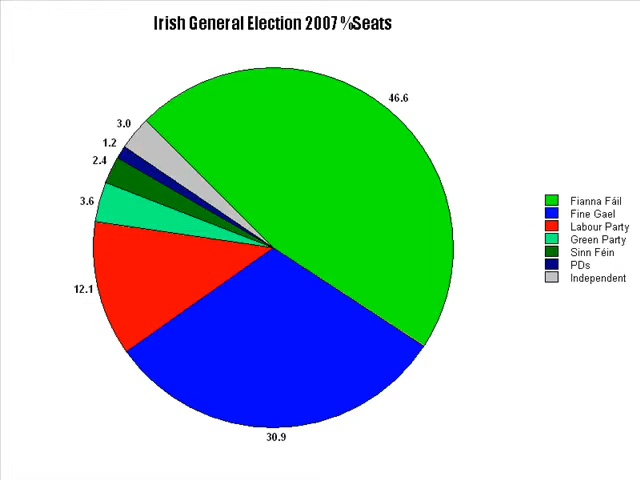 Irish General Election 2007 %Seats
46.6
3.0
1.2
2.4
3.6
12.1
30.9
Fianna Fáil
Fine Gael
Labour Party
Green Party
Sinn Féin
PDs
Independent